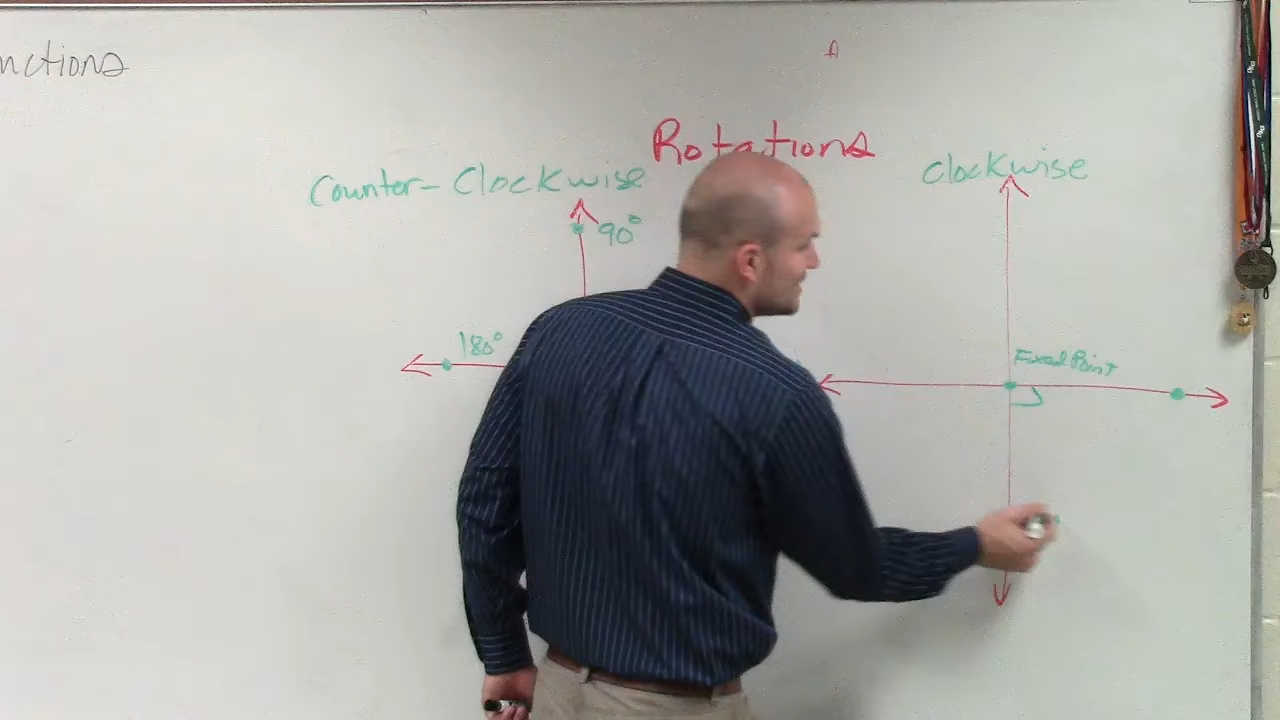 nctions
A
Rotations
Counter-Clockwise
Clockwise
90°
180°
Fixed Point